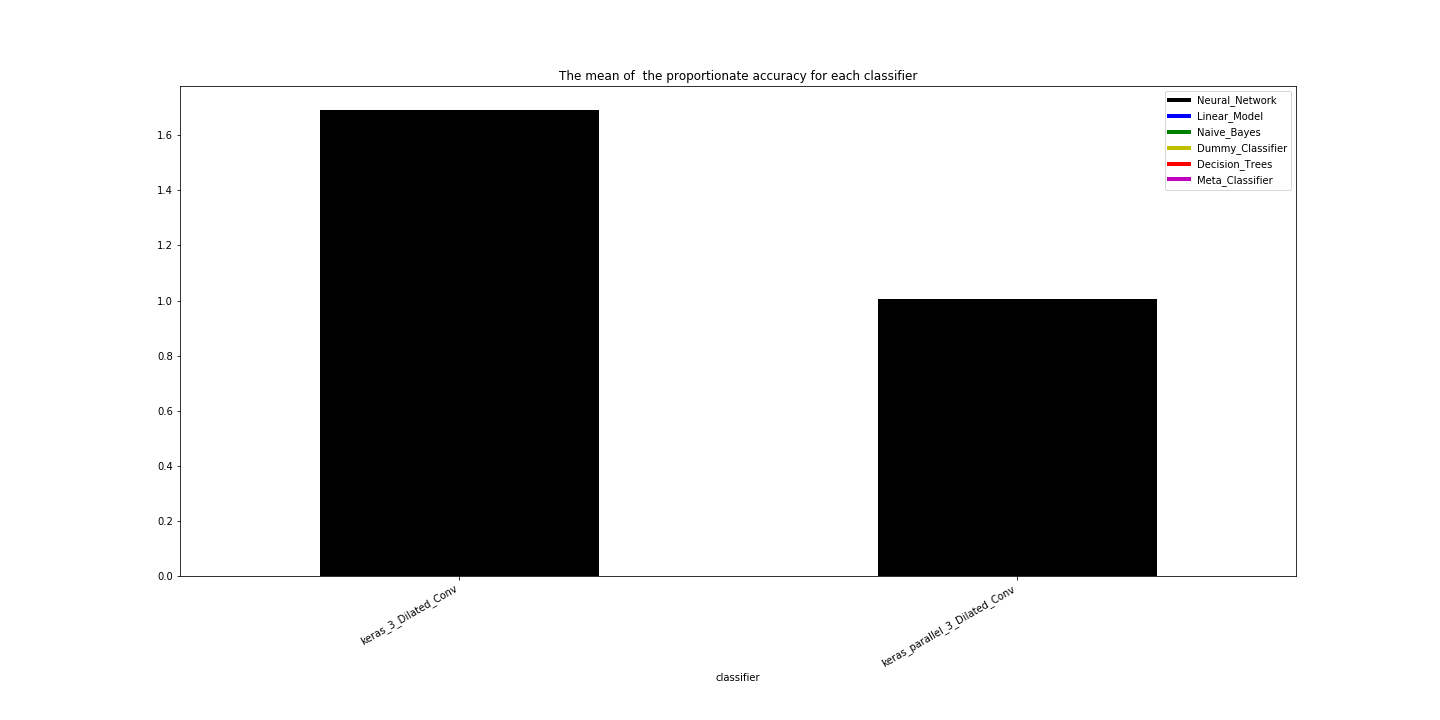 The mean of  the proportionate accuracy for each classifier
Neural_Network
Linear_Model
Naive_Bayes
Dummy_Classifier
Decision_Trees
Meta_Classifier
1.6
1.4
1.2
1.0
0.8
0.6
0.4
0.2
0.0
keras_3_Dilated_Conv
keras_parallel_3_Dilated_Conv
classifier